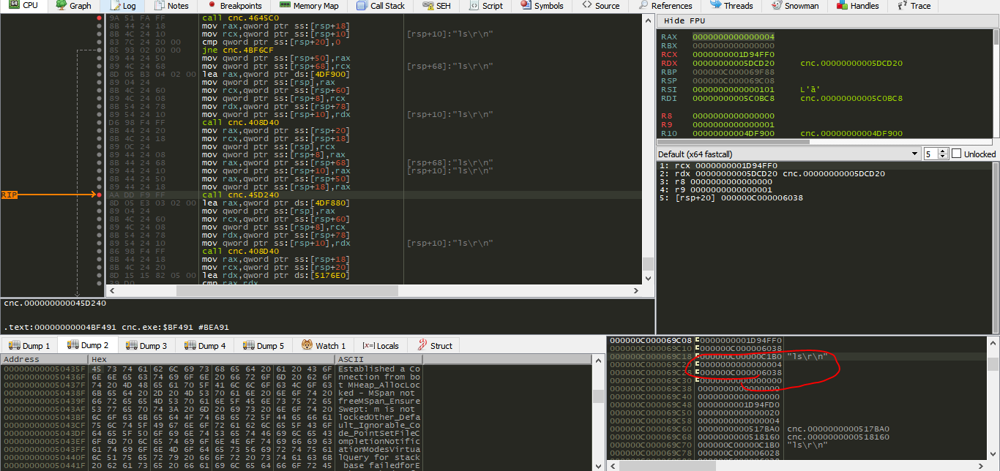 CPU Graph Log Notes Breakpoints Memory Map Call Stack SEH Script Symbols Source References Threads Snowman Handles Trace
9A 51 FA FF call cnc.4645C0
8B 44 24 18 mov rax,qword ptr ss:[rsp+18]
8B 4C 24 10 mov rcx,qword ptr ss:[rsp+10] [rsp+10]:"ls\r\n"
83 7C 24 20 00 cmp qword ptr ss:[rsp+20],0
85 93 02 00 00 jne cnc.4BF6CF
89 44 24 50 mov qword ptr ss:[rsp+50],rax
89 4C 24 68 mov qword ptr ss:[rsp+68],rcx [rsp+68]:"ls\r\n"
8D 05 B3 04 02 00 lea rax,qword ptr ds:[4DF900]
89 04 24 mov qword ptr ss:[rsp],rax
8B 4C 24 60 mov rcx,qword ptr ss:[rsp+60]
89 4C 24 08 mov qword ptr ss:[rsp+8],rcx
8B 54 24 78 mov rdx,qword ptr ss:[rsp+78]
89 54 24 10 mov qword ptr ss:[rsp+10],rdx [rsp+10]:"ls\r\n"
D6 98 F4 FF call cnc.408D40
8B 44 24 20 mov rax,qword ptr ss:[rsp+20]
8B 4C 24 18 mov rcx,qword ptr ss:[rsp+18]
89 0C 24 mov qword ptr ss:[rsp],rcx
89 44 24 08 mov qword ptr ss:[rsp+8],rax
8B 44 24 68 mov rax,qword ptr ss:[rsp+68] [rsp+68]:"ls\r\n"
89 44 24 10 mov qword ptr ss:[rsp+10],rax [rsp+10]:"ls\r\n"
8B 44 24 50 mov rax,qword ptr ss:[rsp+50]
89 44 24 18 mov qword ptr ss:[rsp+18],rax
RIP AA DD F9 FF call cnc.45D240
8D 05 E3 03 02 00 lea rax,qword ptr ds:[4DF880]
89 04 24 mov qword ptr ss:[rsp],rax
8B 4C 24 60 mov rcx,qword ptr ss:[rsp+60]
89 4C 24 08 mov qword ptr ss:[rsp+8],rcx
8B 54 24 78 mov rdx,qword ptr ss:[rsp+78]
89 54 24 10 mov qword ptr ss:[rsp+10],rdx [rsp+10]:"ls\r\n"
86 98 F4 FF call cnc.408D40
8B 44 24 18 mov rax,qword ptr ss:[rsp+18]
8B 4C 24 20 mov rcx,qword ptr ss:[rsp+20]
8D 15 15 82 05 00 lea rdx,qword ptr ds:[5176E0]
39 D0 cmp rax,rdx
cnc.000000000045D240
.text:00000000004BF491 cnc.exe:$BF491 #BEA91
Hide FPU
RAX 0000000000000004
RBX 0000000000000000
RCX 0000000001D94FF0
RDX 00000000005DCD20 cnc.00000000005DCD20
RBP 000000C000069F88
RSP 000000C000069C08
RSI 0000000000000101 L'ā'
RDI 00000000005C0BC8 cnc.00000000005C0BC8
R8 0000000000000000
R9 0000000000000001
R10 00000000004DF900 cnc.00000000004DF900
Default (x64 fastcall) 5 Unlocked
1: rcx 0000000001D94FF0
2: rdx 00000000005DCD20 cnc.00000000005DCD20
3: r8 0000000000000000
4: r9 0000000000000001
5: [rsp+20] 000000C000006038
Dump 1 Dump 2 Dump 3 Dump 4 Dump 5 Watch 1 [x=] Locals Struct
Address Hex ASCII
000000000050435F 45 73 74 61 62 6C 69 73 68 65 64 20 61 20 43 6F Established a Co
000000000050436F 6E 6E 65 63 74 69 6F 6E 20 66 72 6F 6D 20 62 6F nnection from bo
000000000050437F 74 20 4D 48 65 61 70 5F 41 6C 6C 6F 63 4C 6F 63 t MHeap_AllocLoc
000000000050438F 6B 65 64 20 2D 20 4D 53 70 61 6E 20 6E 6F 74 20 ked - MSpan not
000000000050439F 66 72 65 65 4D 53 70 61 6E 5F 45 6E 73 75 72 65 freeMSpan_Ensure
00000000005043AF 53 77 65 70 74 3A 20 6D 20 69 73 20 6E 6F 74 20 Swept: m is not
00000000005043BF 6C 6F 63 6B 65 64 4F 74 68 65 72 5F 44 65 66 61 lockedOther_Defa
00000000005043CF 75 6C 74 5F 49 67 6E 6F 72 61 62 6C 65 5F 43 6F ult_Ignorable_Co
00000000005043DF 64 65 5F 50 6F 69 6E 74 53 65 74 46 69 6C 65 43 de_PointSetFileC
00000000005043EF 6F 6D 70 6C 65 74 69 6F 6E 4E 6F 74 69 66 69 63 ompletionNotific
00000000005043FF 61 74 69 6F 6E 4D 6F 64 65 73 56 69 72 74 75 61 ationModesVirtua
000000000050440F 6C 51 75 65 72 79 20 66 6F 72 20 73 74 61 63 6B lQuery for stack
000000000050441F 20 62 61 73 65 20 66 61 69 6C 65 64 66 6F 72 45 base failedforE
000000C000069C08 0000000001D94FF0
000000C000069C10 000000C000006038
000000C000069C18 000000C00000C1B0 "ls\r\n"
000000C000069C20 0000000000000004
000000C000069C28 000000C000006038
000000C000069C30 0000000000000000
000000C000069C38 0000000000000000
000000C000069C40 0000000000000000
000000C000069C48 0000000001D94FD0
000000C000069C50 0000000000000020
000000C000069C58 0000000000000004
000000C000069C60 0000000000517BA0 cnc.0000000000517BA0
000000C000069C68 0000000000518160 cnc.0000000000518160
000000C000069C70 000000C00000C1B0 "ls\r\n"
000000C000069C78 000000C000006028